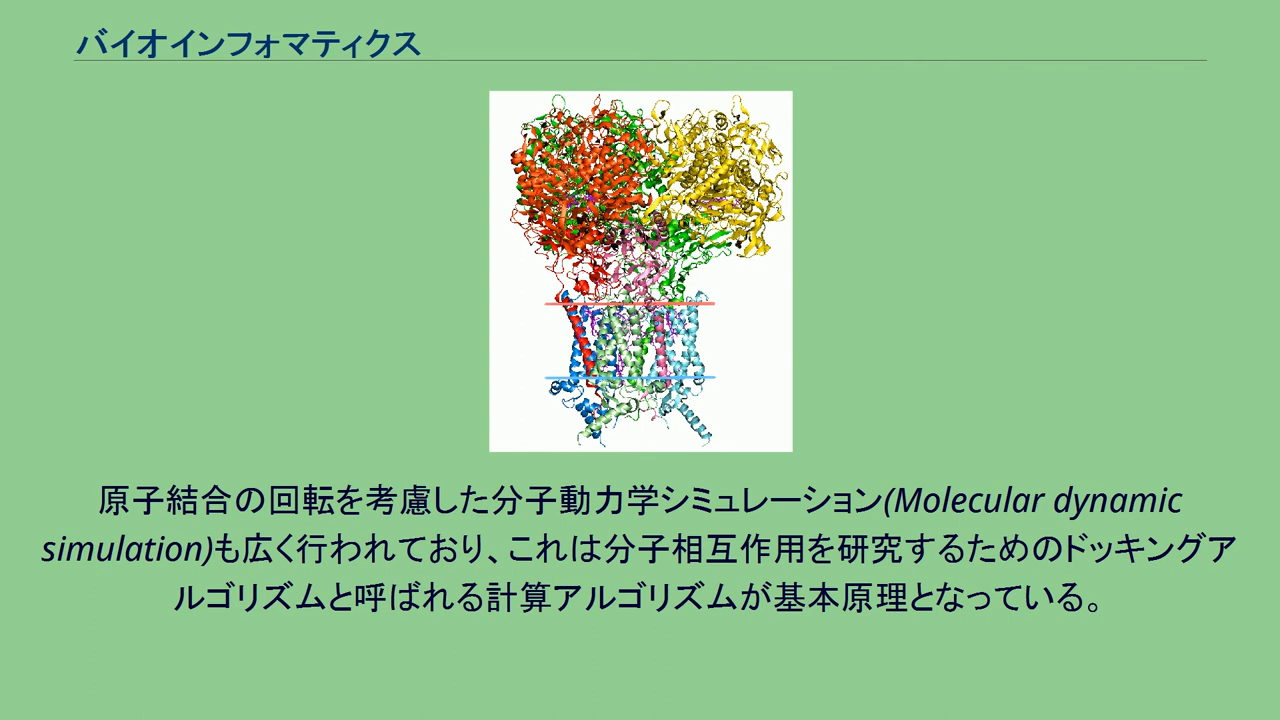 バイオインフォマティクス
原子結合の回転を考慮した分子動力学シミュレーション(Molecular dynamic
simulation)も広く行われており、これは分子相互作用を研究するためのドッキングア
ルゴリズムと呼ばれる計算アルゴリズムが基本原理となっている。